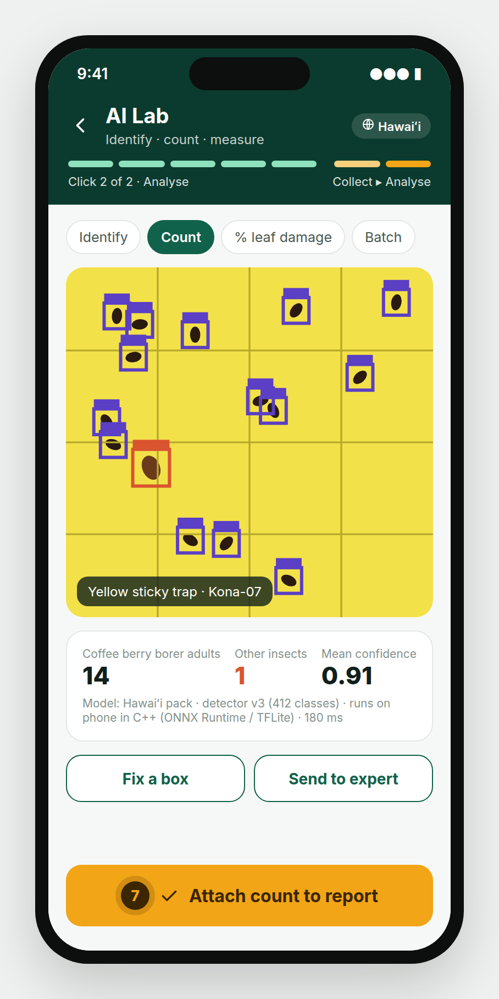 9:41
AI Lab
Identify · count · measure
Hawaiʻi
Click 2 of 2 · Analyse
Collect ▸ Analyse
Identify
Count
% leaf damage
Batch
Yellow sticky trap · Kona-07
Coffee berry borer adults
Other insects
Mean confidence
14
1
0.91
Model: Hawaiʻi pack · detector v3 (412 classes) · runs on
phone in C++ (ONNX Runtime / TFLite) · 180 ms
Fix a box
Send to expert
7
Attach count to report